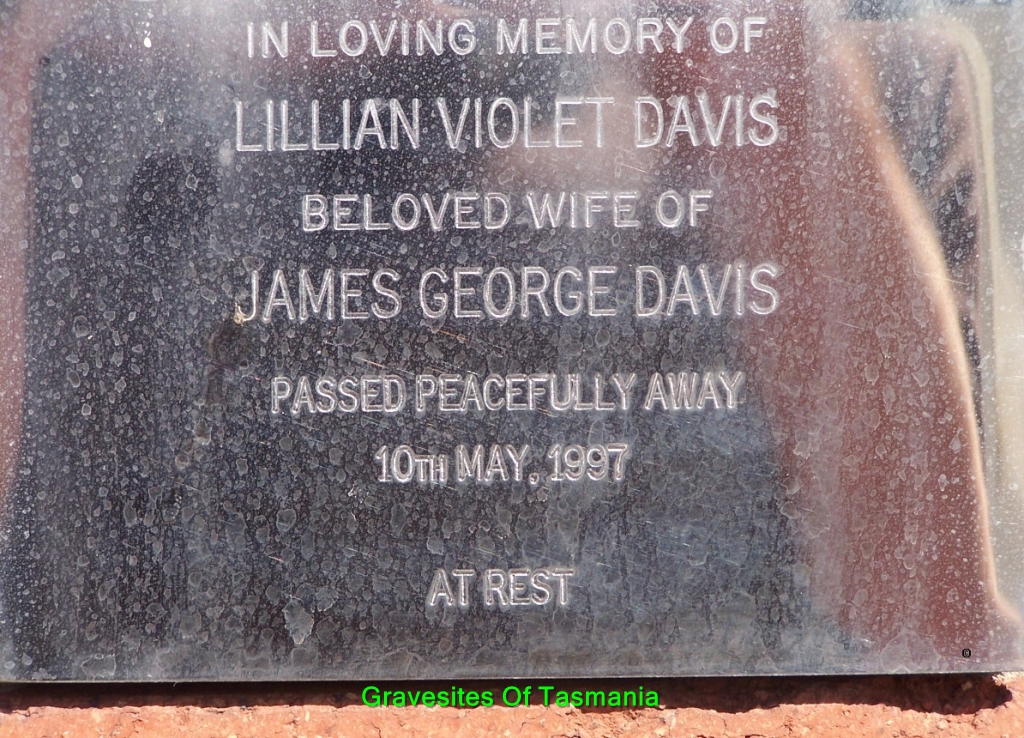 IN LOVING MEMORY OF
LILLIAN VIOLET DAVIS
BELOVED WIFE OF
JAMES GEORGE DAVIS
PASSED PEACEFULLY AWAY
10TH MAY, 1997
AT REST
Gravesites Of Tasmania